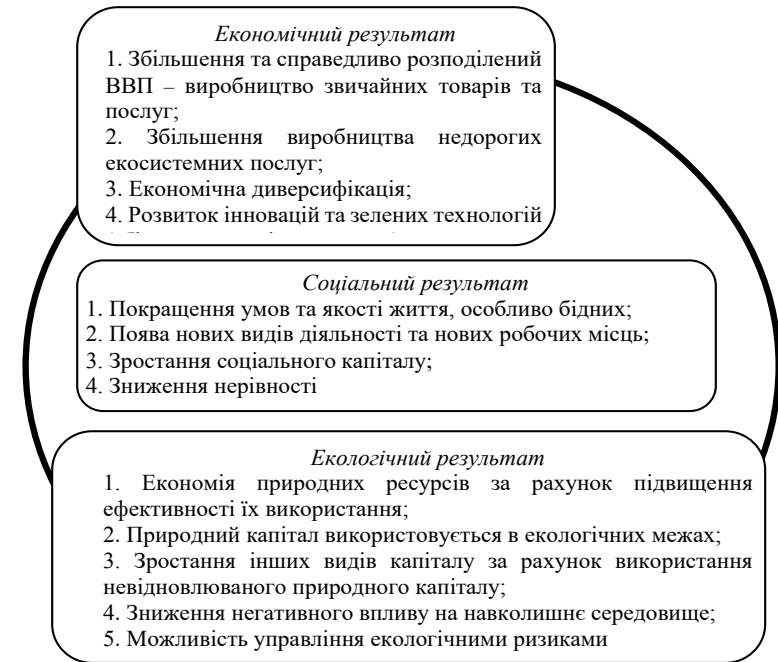 Економічний результат
1. Збільшення та справедливо розподілений
ВВП – виробництво звичайних товарів та
послуг;
2. Збільшення виробництва недорогих
екосистемних послуг;
3. Економічна диверсифікація;
4. Розвиток інновацій та зелених технологій
Соціальний результат
1. Покращення умов та якості життя, особливо бідних;
2. Поява нових видів діяльності та нових робочих місць;
3. Зростання соціального капіталу;
4. Зниження нерівності
Екологічний результат
1. Економія природних ресурсів за рахунок підвищення
ефективності їх використання;
2. Природний капітал використовується в екологічних межах;
3. Зростання інших видів капіталу за рахунок використання
невідновлюваного природного капіталу;
4. Зниження негативного впливу на навколишнє середовище;
5. Можливість управління екологічними ризиками